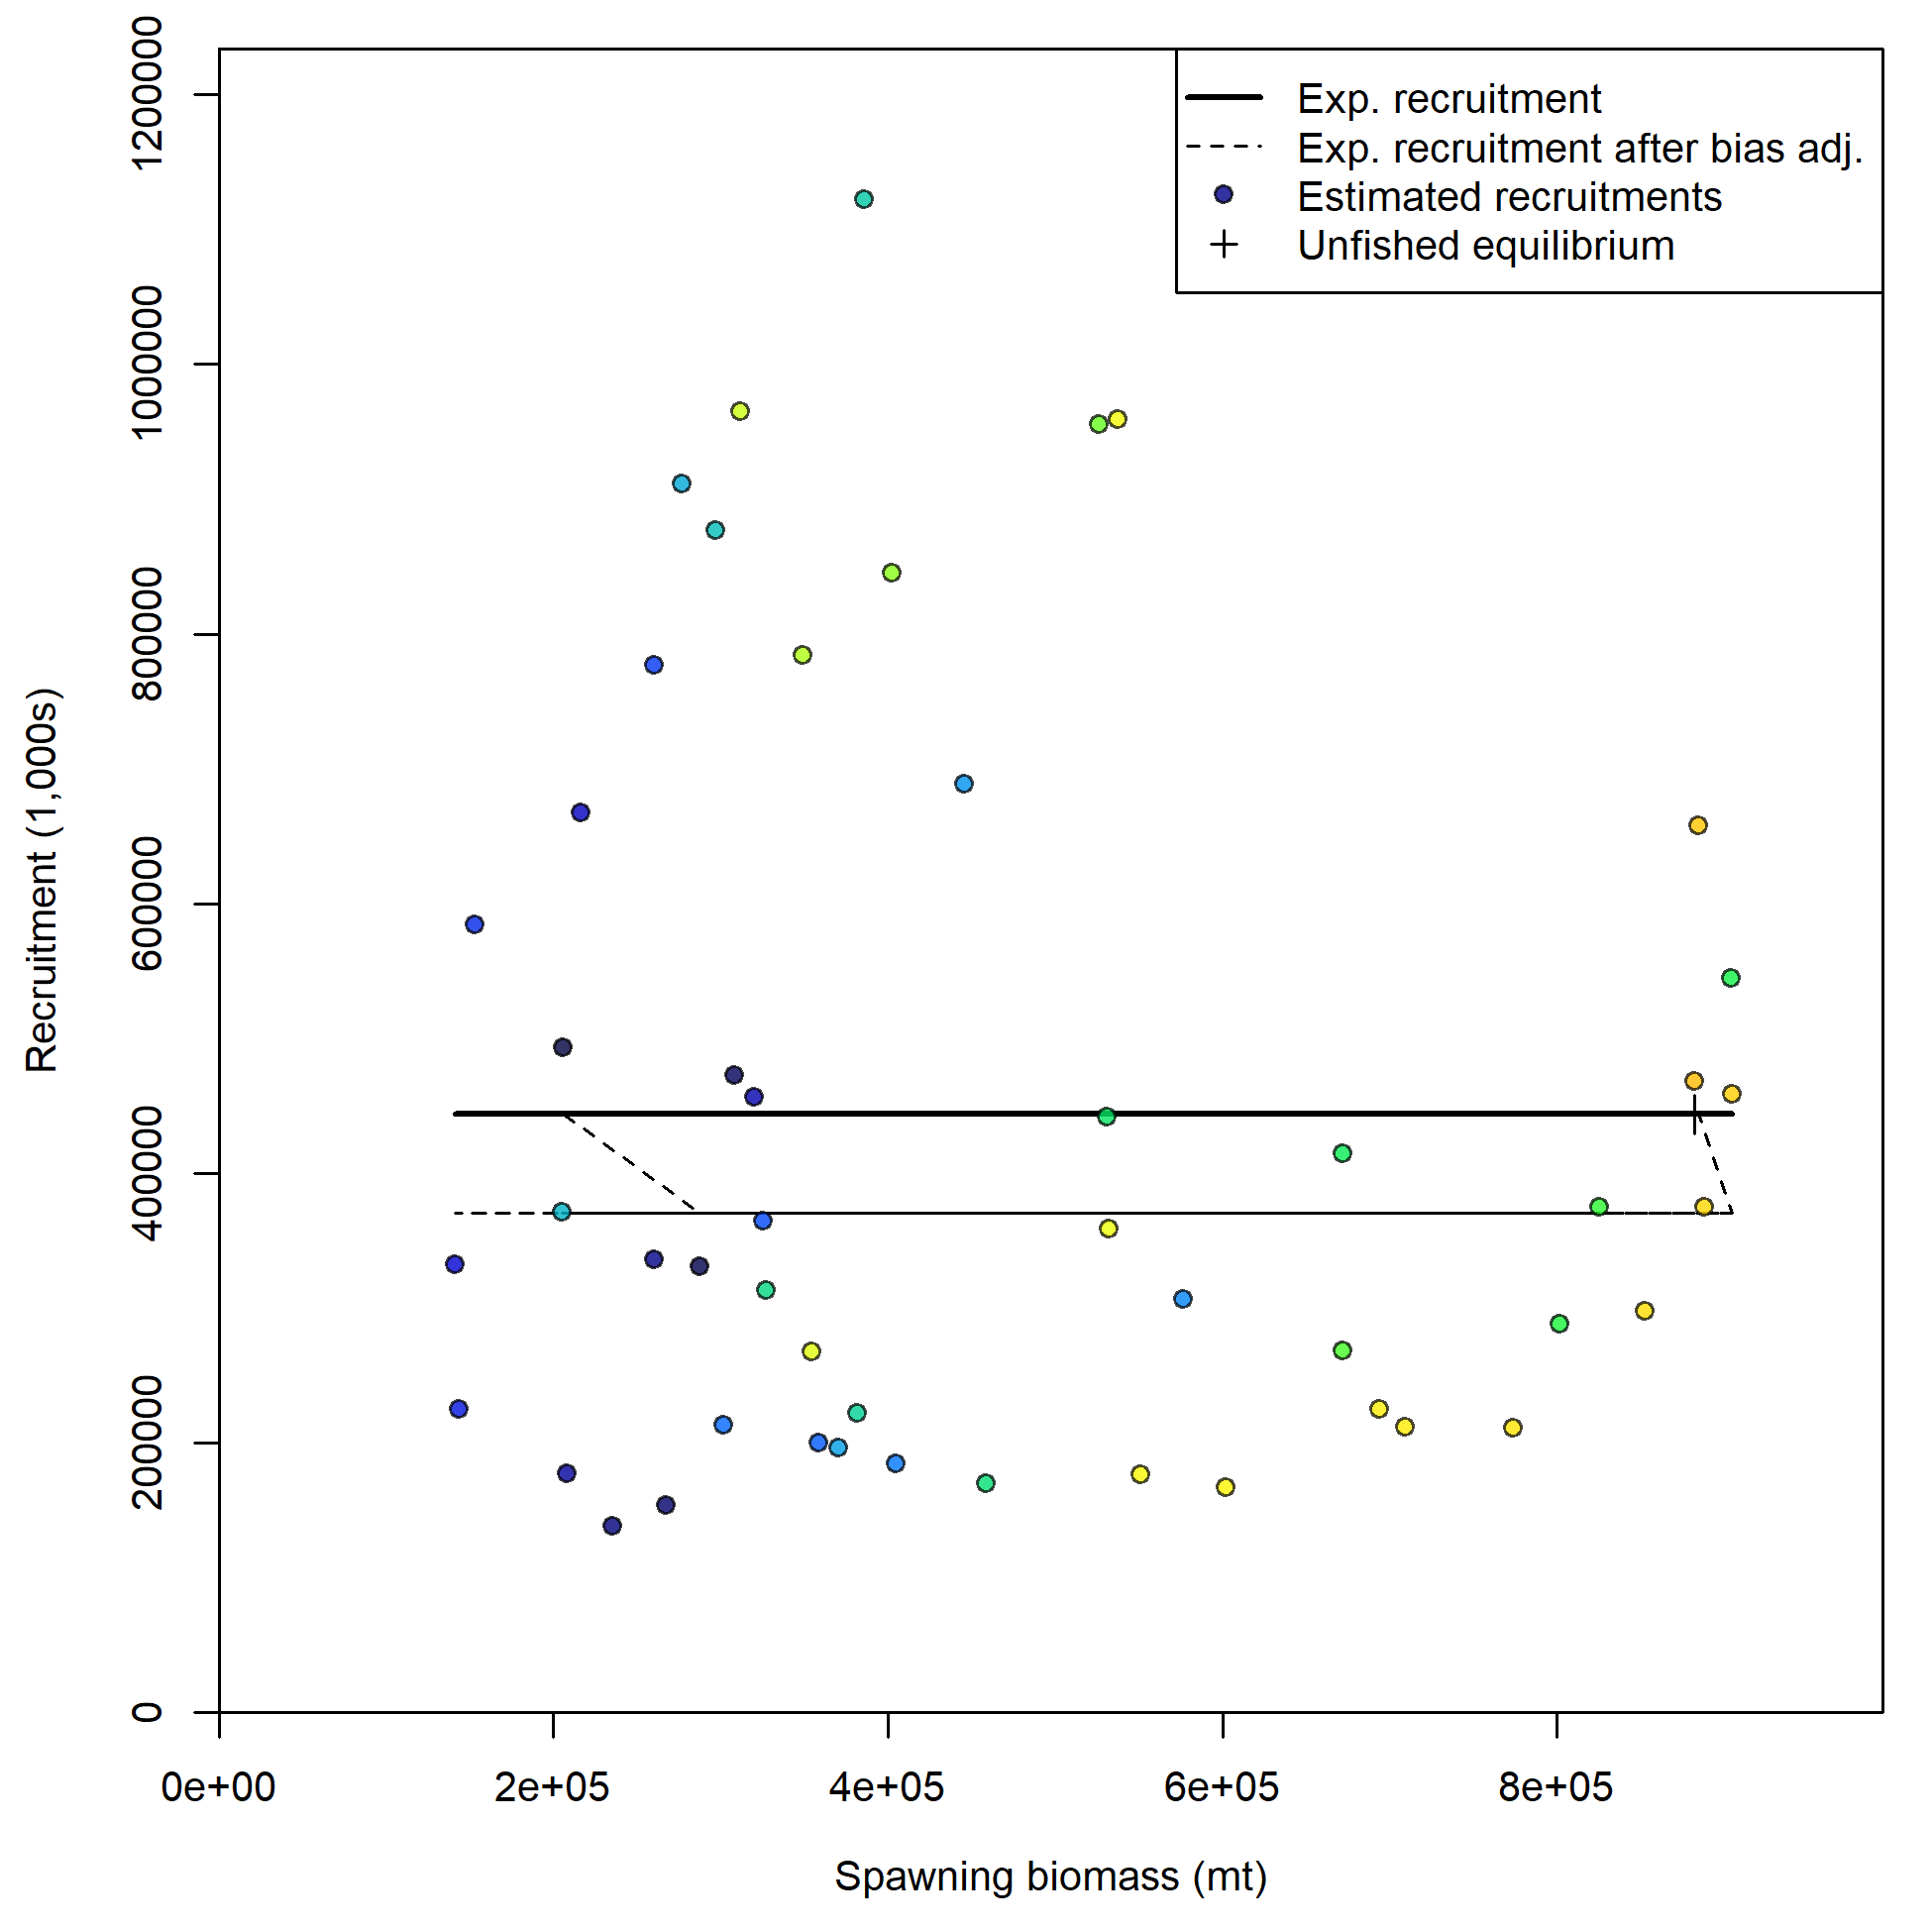 Exp. recruitment
Exp. recruitment after bias adj.
Estimated recruitments
Unfished equilibrium
1200000
1000000
800000
600000
400000
200000
0
Recruitment (1,000s)
0e+00 2e+05 4e+05 6e+05 8e+05
Spawning biomass (mt)